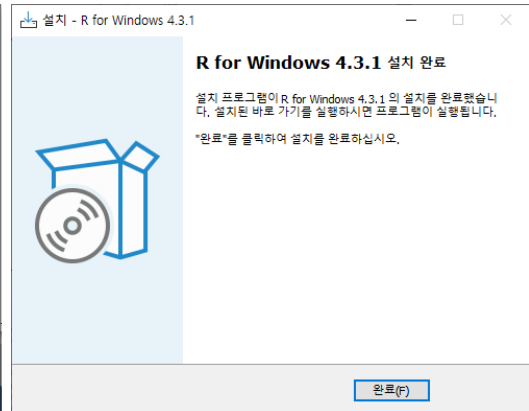 설치 - R for Windows 4.3.1
R for Windows 4.3.1 설치 완료
설치 프로그램이 R for Windows 4.3.1 의 설치를 완료했습니
다. 설치된 바로 가기를 실행하시면 프로그램이 실행됩니다.
"완료"를 클릭하여 설치를 완료하십시오.
완료(F)